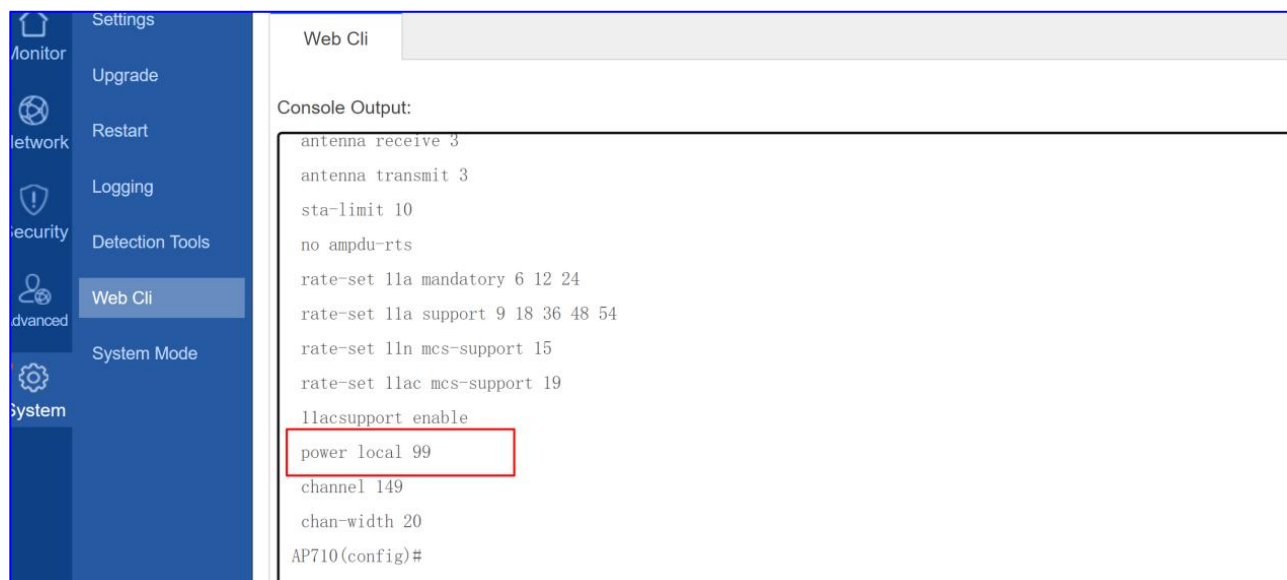 Monitor
Network
Security
Advanced
System
Settings
Upgrade
Restart
Logging
Detection Tools
Web Cli
System Mode
Web Cli
Console Output:
antenna receive 3
antenna transmit 3
sta-limit 10
no ampdu-rts
rate-set 11a mandatory 6 12 24
rate-set 11a support 9 18 36 48 54
rate-set 11n mcs-support 15
rate-set 11ac mcs-support 19
11acsupport enable
power local 99
channel 149
chan-width 20
AP710(config)#